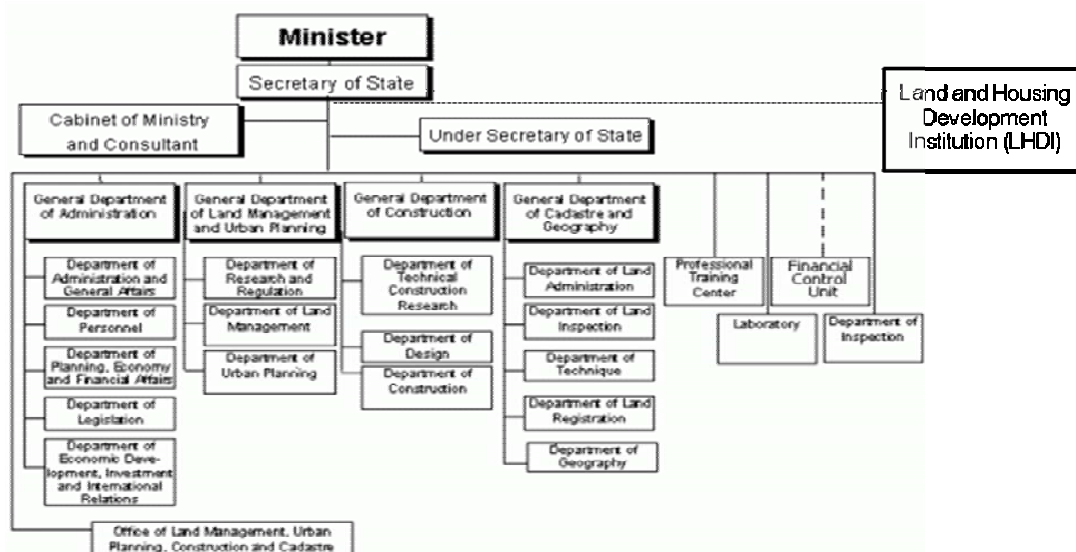 Minister
Secretary of State
Land and Housing
Development
Institution (LHDI)
Cabinet of Ministry
and Consultant
Under Secretary of State
General Department
of Administration
General Department
of Land Management
and Urban Planning
General Department
of Construction
General Department
of Cadastre and
Geography
Department of
Administration and
General Affairs
Department of
Personnel
Department of
Planning, Economy
and Financial Affairs
Department of
Legislation
Department of
Economic Deve-
lopment, Investment
and International
Relations
Department of
Research and
Regulation
Department of Land
Management
Department of
Urban Planning
Department of
Technical
Construction
Research
Department of
Design
Department of
Construction
Department of Land
Administration
Department of Land
Inspection
Department of
Technique
Department of Land
Registration
Department of
Geography
Professional
Training
Center
Financial
Control
Unit
Laboratory
Department of
Inspection
Office of Land Management, Urban
Planning, Construction and Cadastre